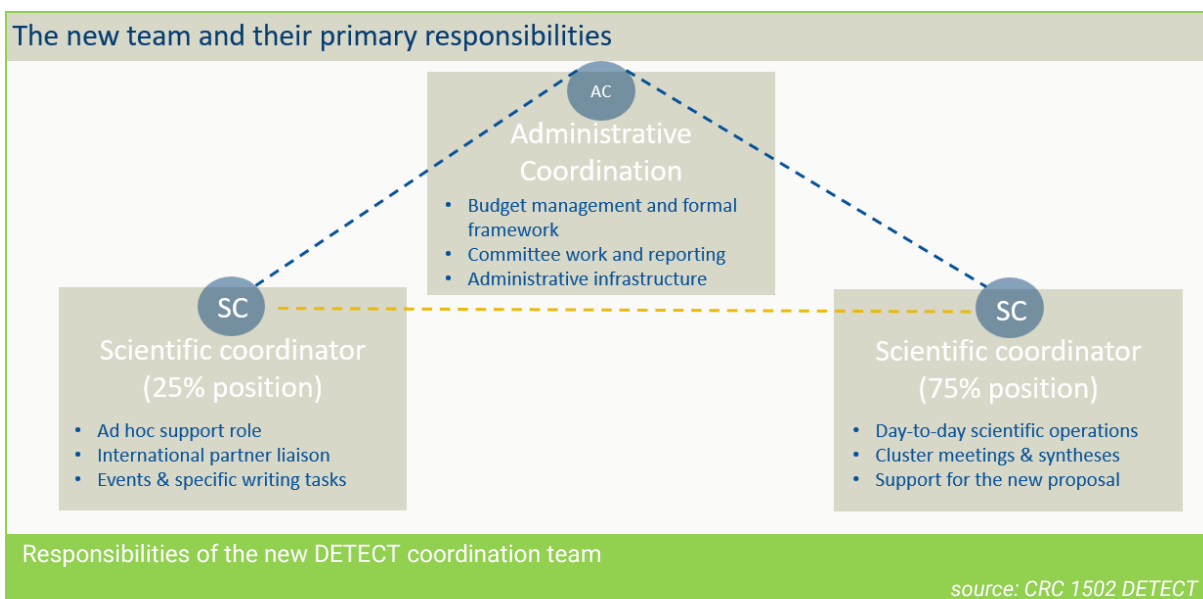 The new team and their primary responsibilities
AC
Administrative
Coordination
• Budget management and formal
framework
• Committee work and reporting
• Administrative infrastructure
SC
Scientific coordinator
(25% position)
• Ad hoc support role
• International partner liaison
• Events & specific writing tasks
SC
Scientific coordinator
(75% position)
• Day-to-day scientific operations
• Cluster meetings & syntheses
• Support for the new proposal
Responsibilities of the new DETECT coordination team
source: CRC 1502 DETECT